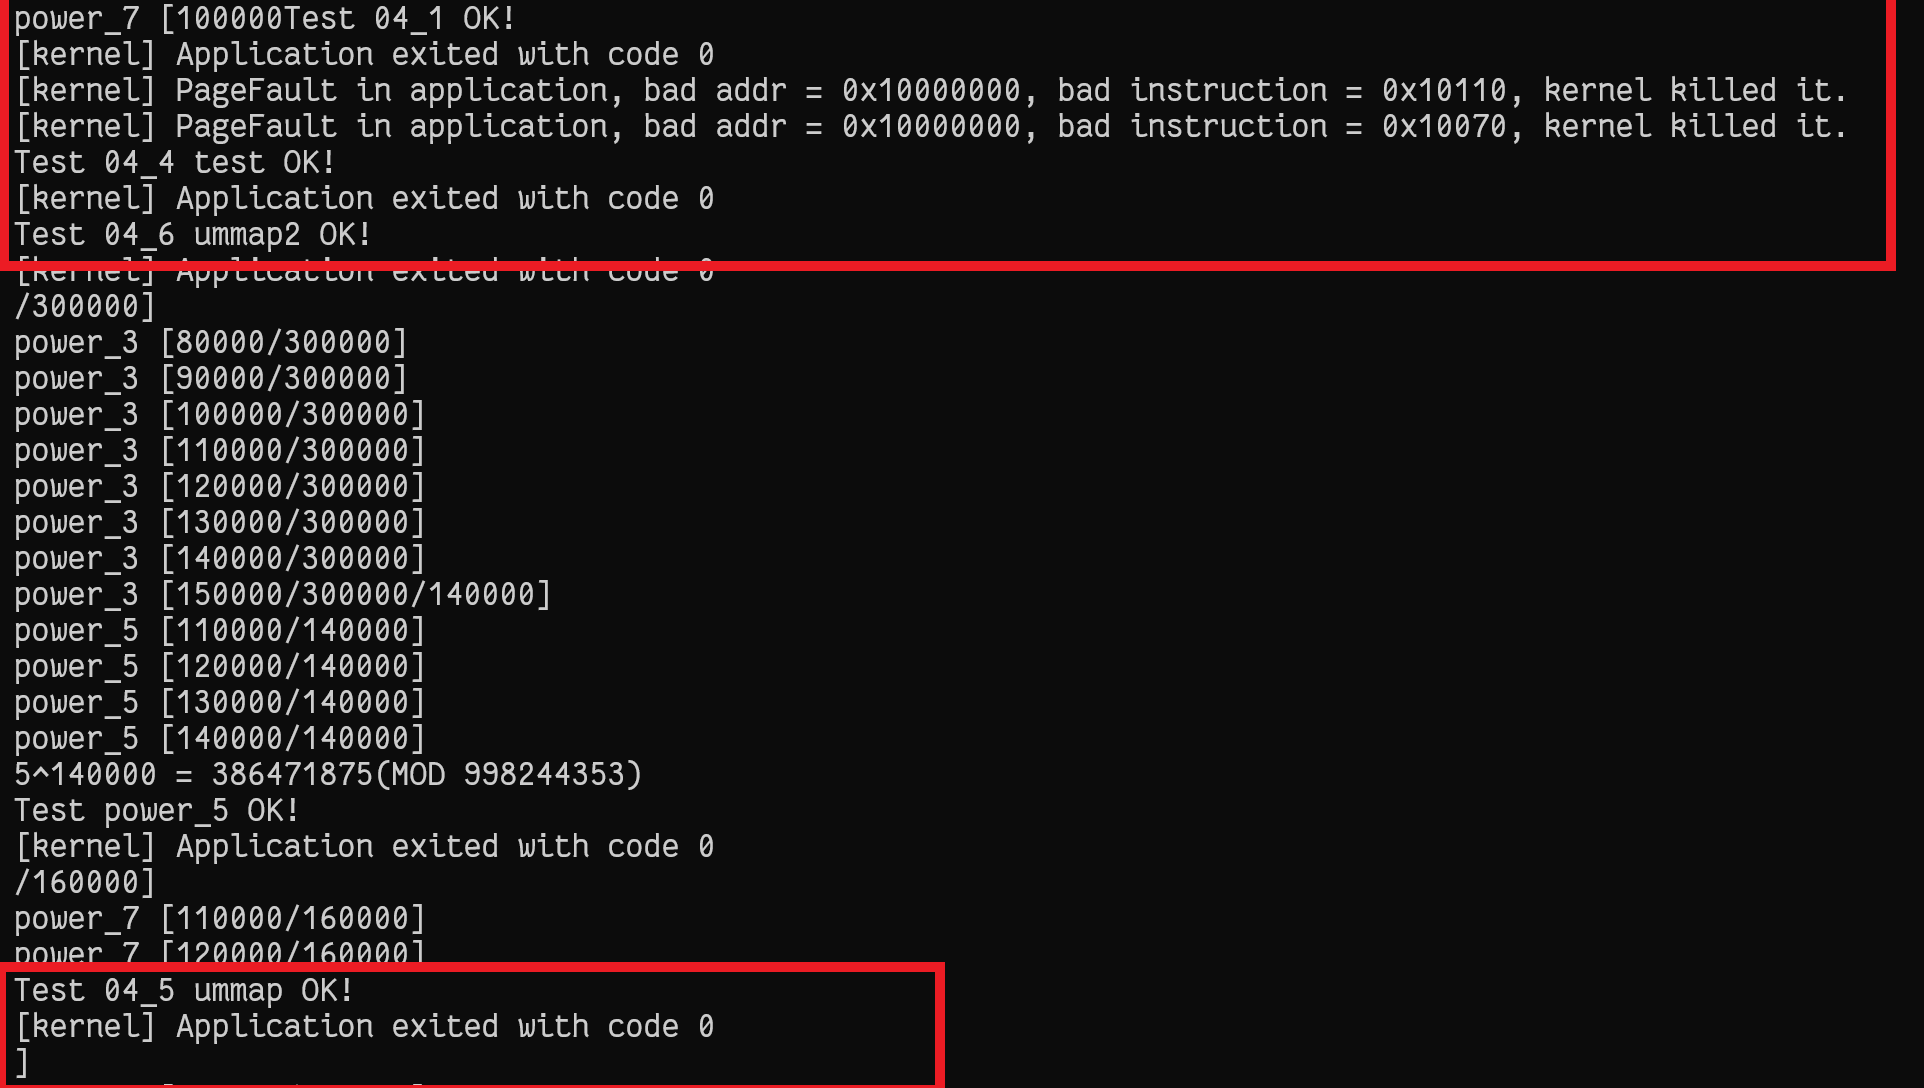 power_7 [100000Test 04_1 OK!
[kernel] Application exited with code 0
[kernel] PageFault in application, bad addr = 0x10000000, bad instruction = 0x10110, kernel killed it.
[kernel] PageFault in application, bad addr = 0x10000000, bad instruction = 0x10070, kernel killed it.
Test 04_4 test OK!
[kernel] Application exited with code 0
Test 04_6 ummap2 OK!
[kernel] Application exited with code 0
/300000]
power_3 [80000/300000]
power_3 [90000/300000]
power_3 [100000/300000]
power_3 [110000/300000]
power_3 [120000/300000]
power_3 [130000/300000]
power_3 [140000/300000]
power_3 [150000/300000/140000]
power_5 [110000/140000]
power_5 [120000/140000]
power_5 [130000/140000]
power_5 [140000/140000]
5^140000 = 386471875(MOD 998244353)
Test power_5 OK!
[kernel] Application exited with code 0
/160000]
power_7 [110000/160000]
power_7 [120000/160000]
Test 04_5 ummap OK!
[kernel] Application exited with code 0
]